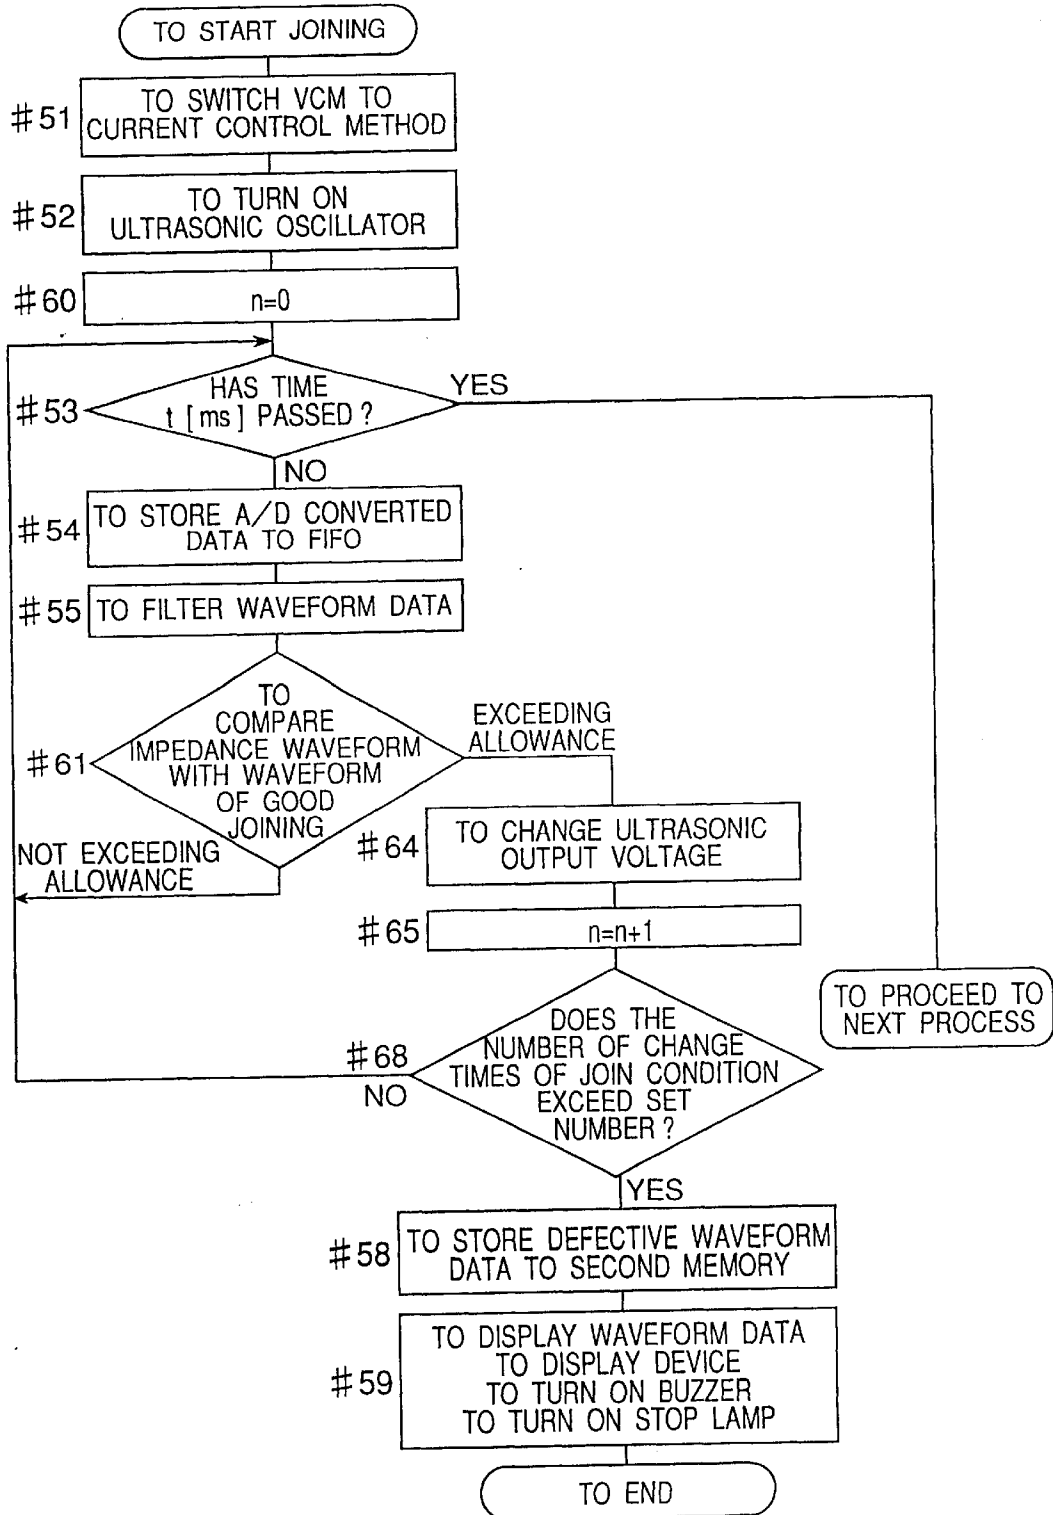 TO START JOINING
#51
TO SWITCH VCM TO
CURRENT CONTROL METHOD
#52
TO TURN ON
ULTRASONIC OSCILLATOR
#60
n=0
#53
HAS TIME
t [ms] PASSED?
YES
NO
#54
TO STORE A/D CONVERTED
DATA TO FIFO
#55
TO FILTER WAVEFORM DATA
#61
TO
COMPARE
IMPEDANCE WAVEFORM
WITH WAVEFORM
OF GOOD
JOINING
EXCEEDING
ALLOWANCE
NOT EXCEEDING
ALLOWANCE
#64
TO CHANGE ULTRASONIC
OUTPUT VOLTAGE
#65
n=n+1
TO PROCEED TO
NEXT PROCESS
#68
DOES THE
NUMBER OF CHANGE
TIMES OF JOIN CONDITION
EXCEED SET
NUMBER?
NO
YES
#58
TO STORE DEFECTIVE WAVEFORM
DATA TO SECOND MEMORY
#59
TO DISPLAY WAVEFORM DATA
TO DISPLAY DEVICE
TO TURN ON BUZZER
TO TURN ON STOP LAMP
TO END